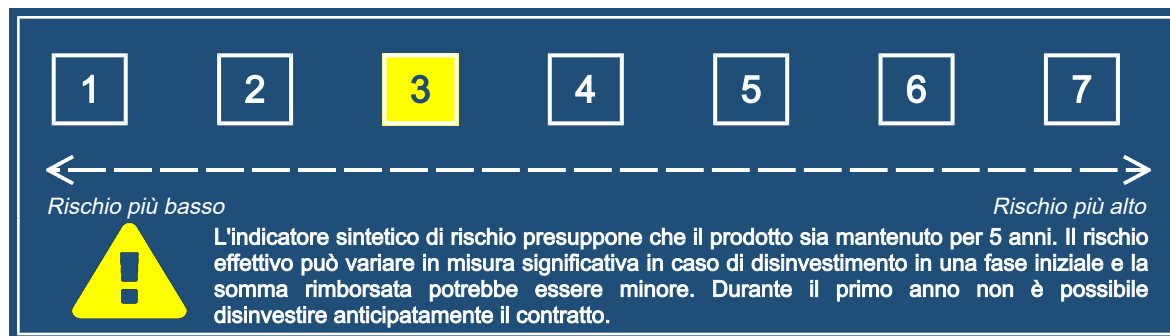 1 2 3 4 5 6 7
Rischio più basso Rischio più alto
L'indicatore sintetico di rischio presuppone che il prodotto sia mantenuto per 5 anni. Il rischio
effettivo può variare in misura significativa in caso di disinvestimento in una fase iniziale e la
somma rimborsata potrebbe essere minore. Durante il primo anno non è possibile
disinvestire anticipatamente il contratto.